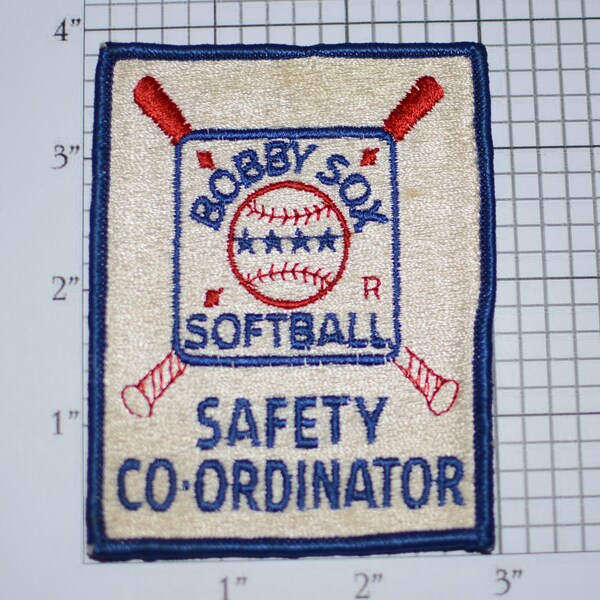 4”
3”
2”
1”
BOBBY SOX
R
SOFTBALL
SAFETY
CO-ORDINATOR
1”
2”
3”